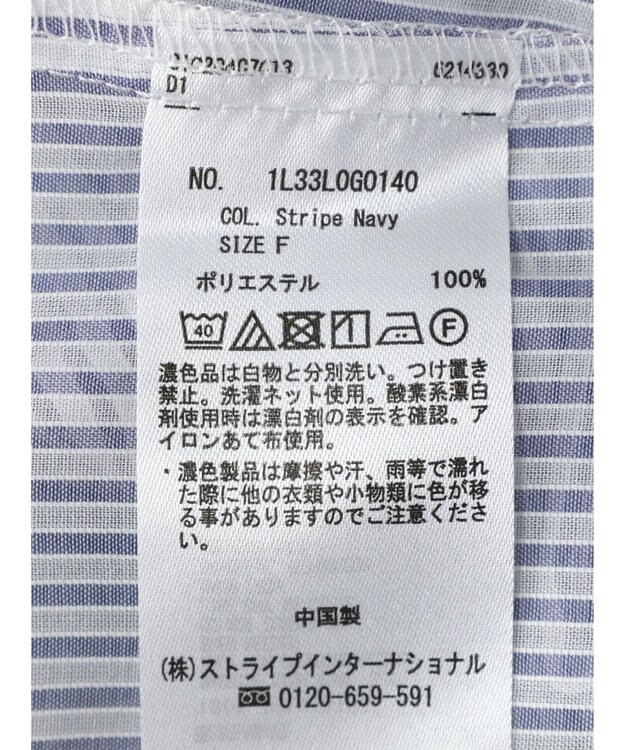 D1
NO. 1L33L0G0140
COL. Stripe Navy
SIZE F
ポリエステル 100%
40 F
濃色品は白物と分別洗い。つけ置き
禁止。洗濯ネット使用。酸素系漂白
剤使用時は漂白剤の表示を確認。ア
イロンあて布使用。
・濃色製品は摩擦や汗、雨等で濡れ
た際に他の衣類や小物類に色が移
る事がありますのでご注意くださ
い。
中国製
(株)ストライプインターナショナル
0120-659-591